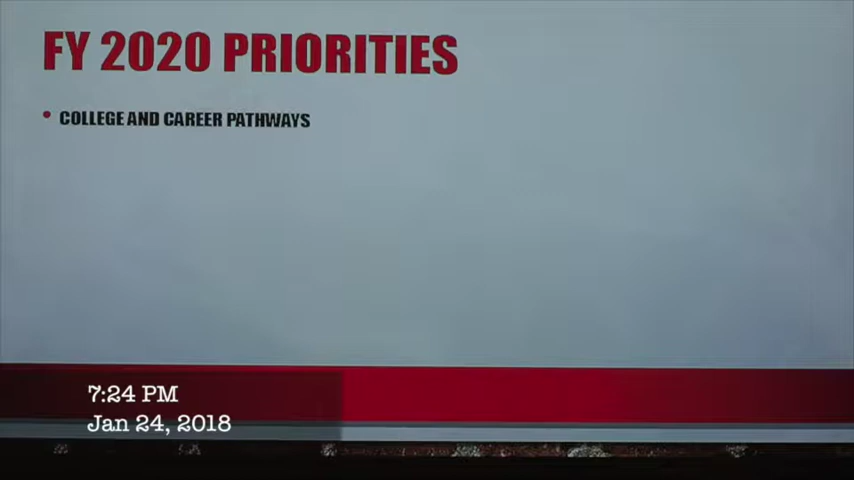 FY 2020 PRIORITIES
• COLLEGE AND CAREER PATHWAYS
7:24 PM
Jan 24, 2018